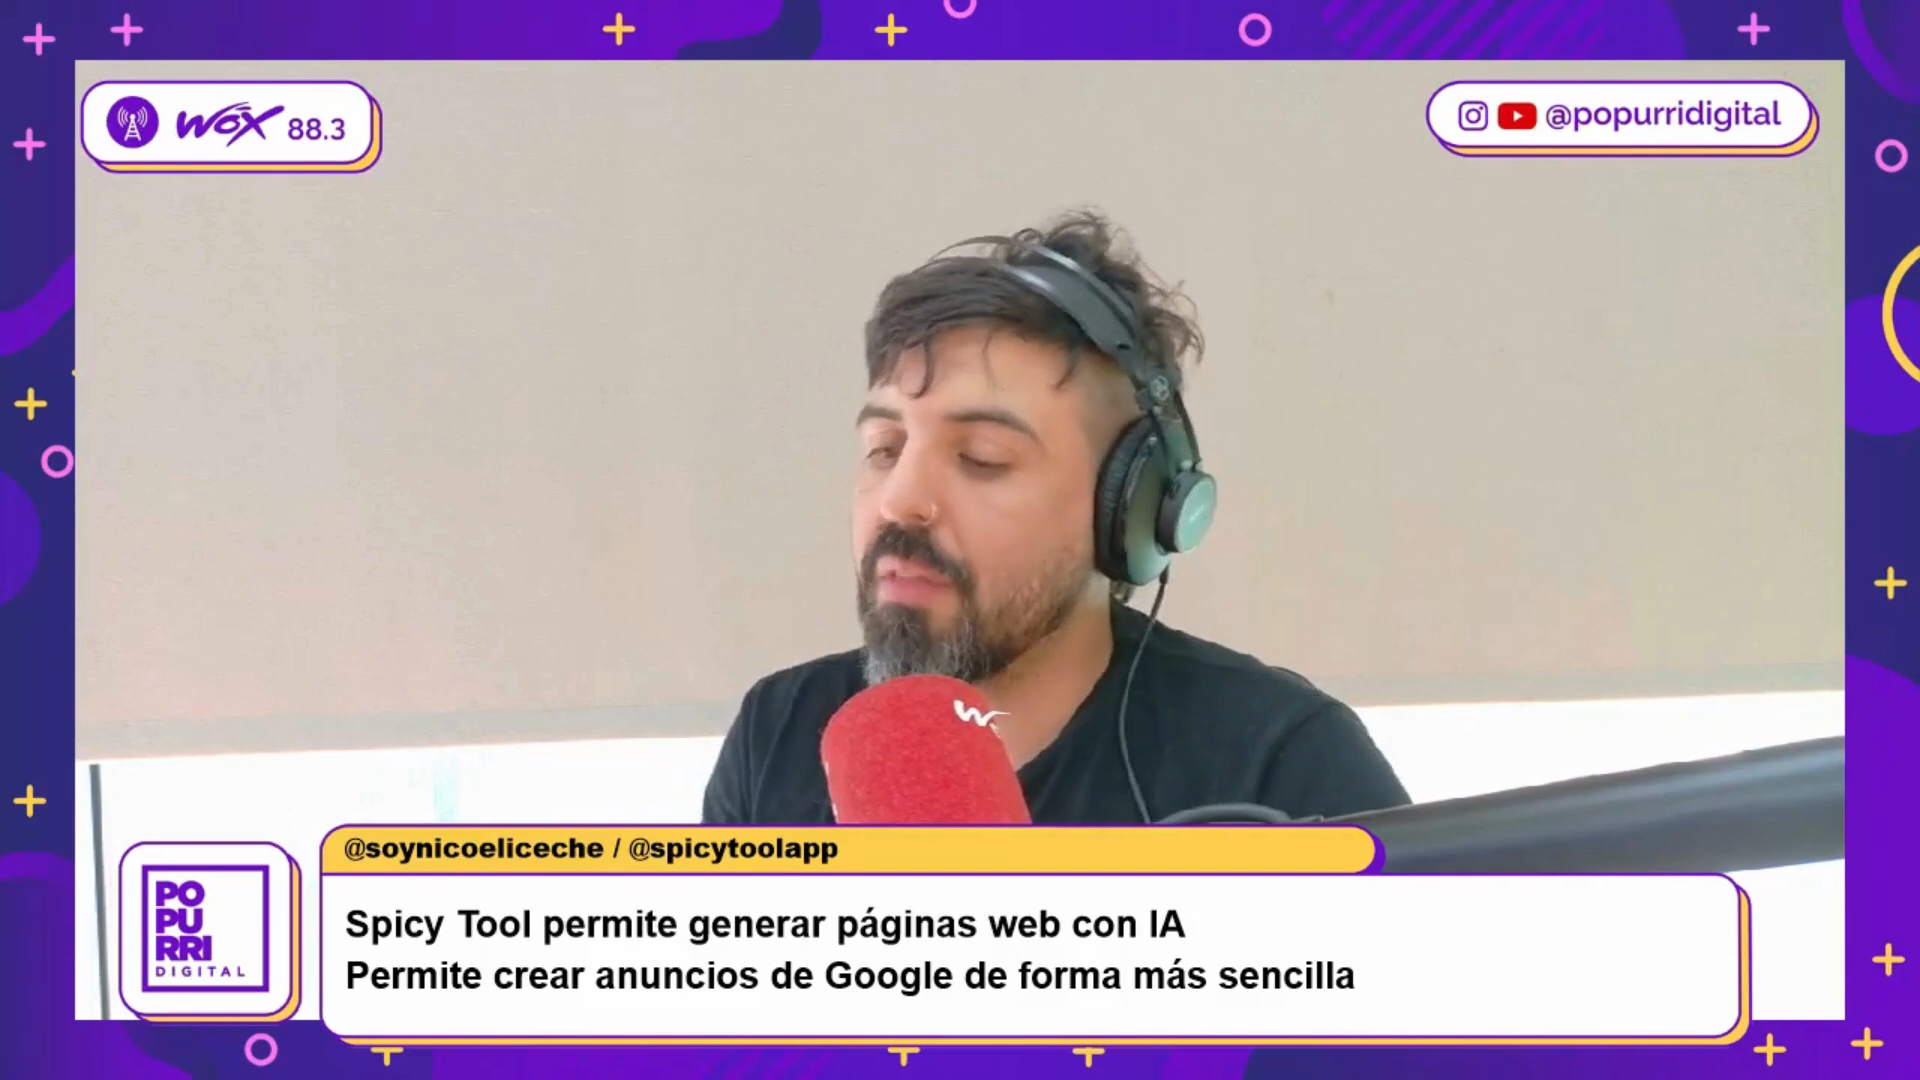 WOX 88.3
@popurridigital
W
@soynicoeliceche / @spicytoolapp
Spicy Tool permite generar páginas web con IA
Permite crear anuncios de Google de forma más sencilla
PO
PU
RRI
DIGITAL